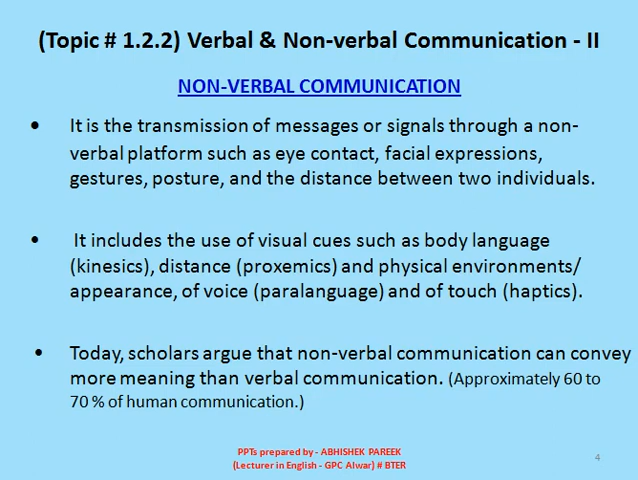 (Topic # 1.2.2) Verbal & Non-verbal Communication - II
NON-VERBAL COMMUNICATION
• It is the transmission of messages or signals through a non-
verbal platform such as eye contact, facial expressions,
gestures, posture, and the distance between two individuals.
• It includes the use of visual cues such as body language
(kinesics), distance (proxemics) and physical environments/
appearance, of voice (paralanguage) and of touch (haptics).
• Today, scholars argue that non-verbal communication can convey
more meaning than verbal communication. (Approximately 60 to
70 % of human communication.)
PPTs prepared by - ABHISHEK PAREEK
(Lecturer in English - GPC Alwar) # BTER
4